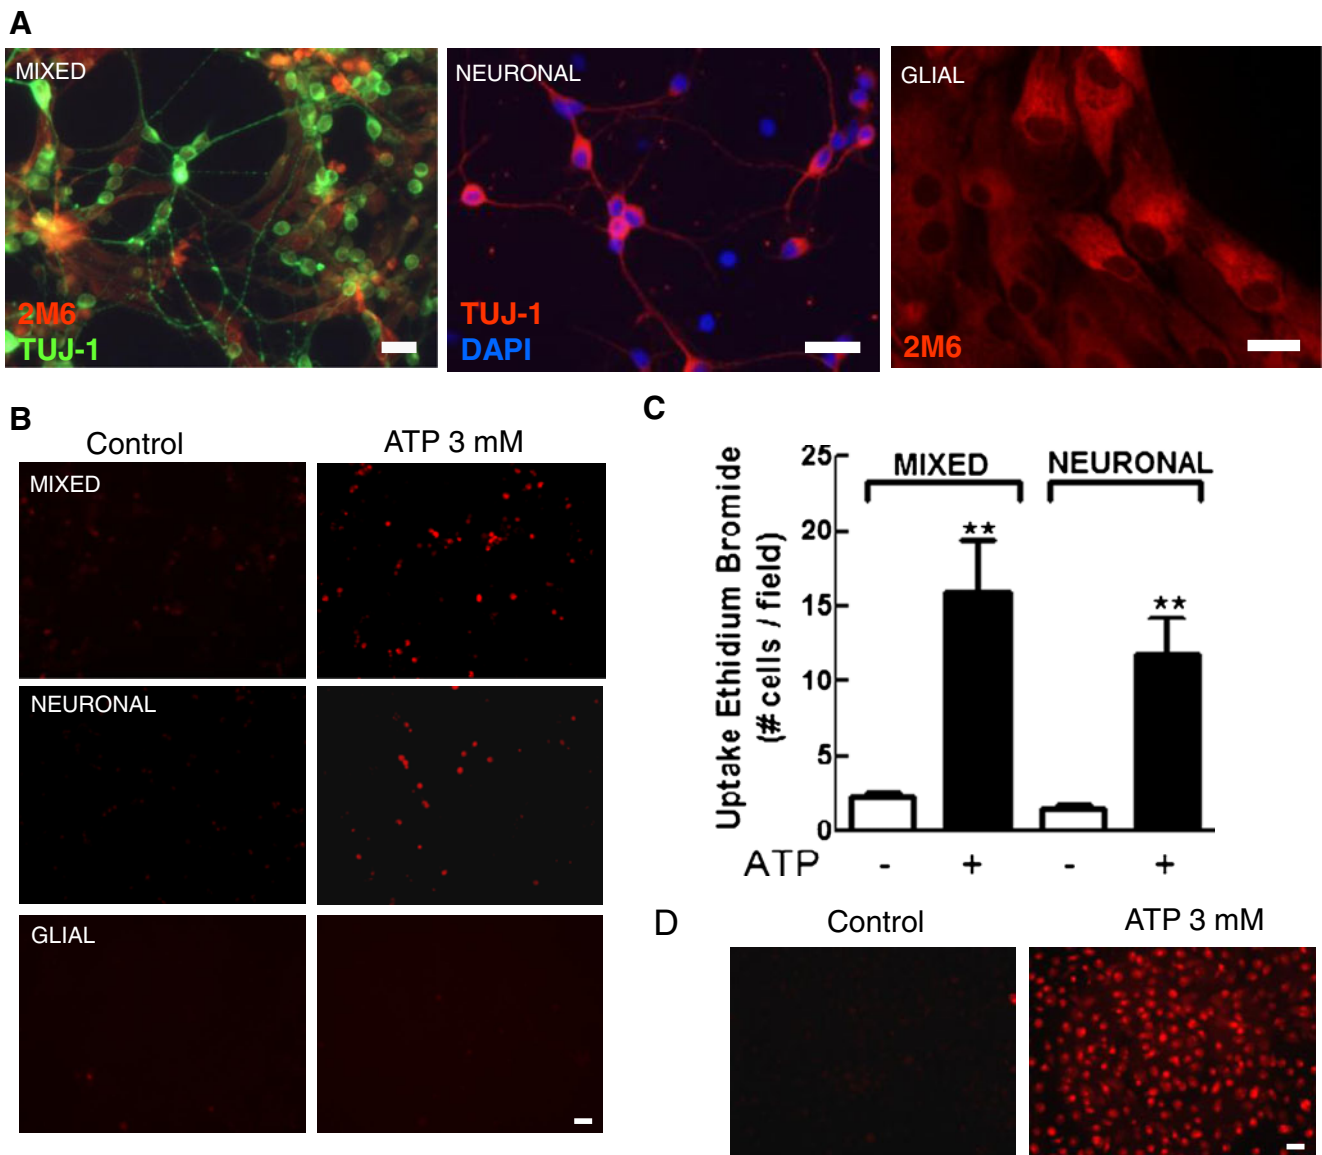 A
MIXED
2M6
TUJ-1
NEURONAL
TUJ-1
DAPI
GLIAL
2M6
B
Control
ATP 3 mM
MIXED
NEURONAL
GLIAL
C
Uptake Ethidium Bromide
(# cells / field)
25
20
15
10
5
0
MIXED
NEURONAL
**
**
ATP - + - +
D
Control
ATP 3 mM